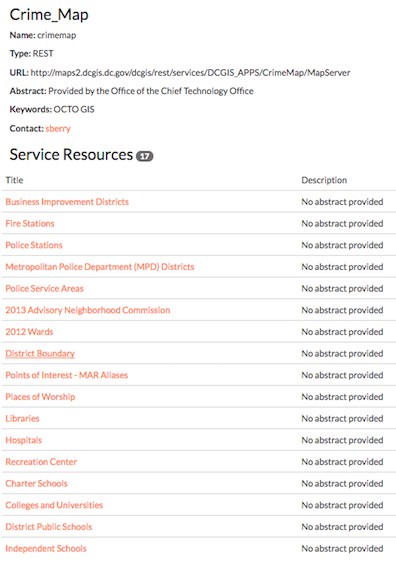 Crime_Map
Name: crimemap
Type: REST
URL: http://maps2.dcgis.dc.gov/dcgis/rest/services/DCGIS_APPS/CrimeMap/MapServer
Abstract: Provided by the Office of the Chief Technology Office
Keywords: OCTO GIS
Contact: sberry
Service Resources 17
Title Description
Business Improvement Districts No abstract provided
Fire Stations No abstract provided
Police Stations No abstract provided
Metropolitan Police Department (MPD) Districts No abstract provided
Police Service Areas No abstract provided
2013 Advisory Neighborhood Commission No abstract provided
2012 Wards No abstract provided
District Boundary No abstract provided
Points of Interest - MAR Aliases No abstract provided
Places of Worship No abstract provided
Libraries No abstract provided
Hospitals No abstract provided
Recreation Center No abstract provided
Charter Schools No abstract provided
Colleges and Universities No abstract provided
District Public Schools No abstract provided
Independent Schools No abstract provided